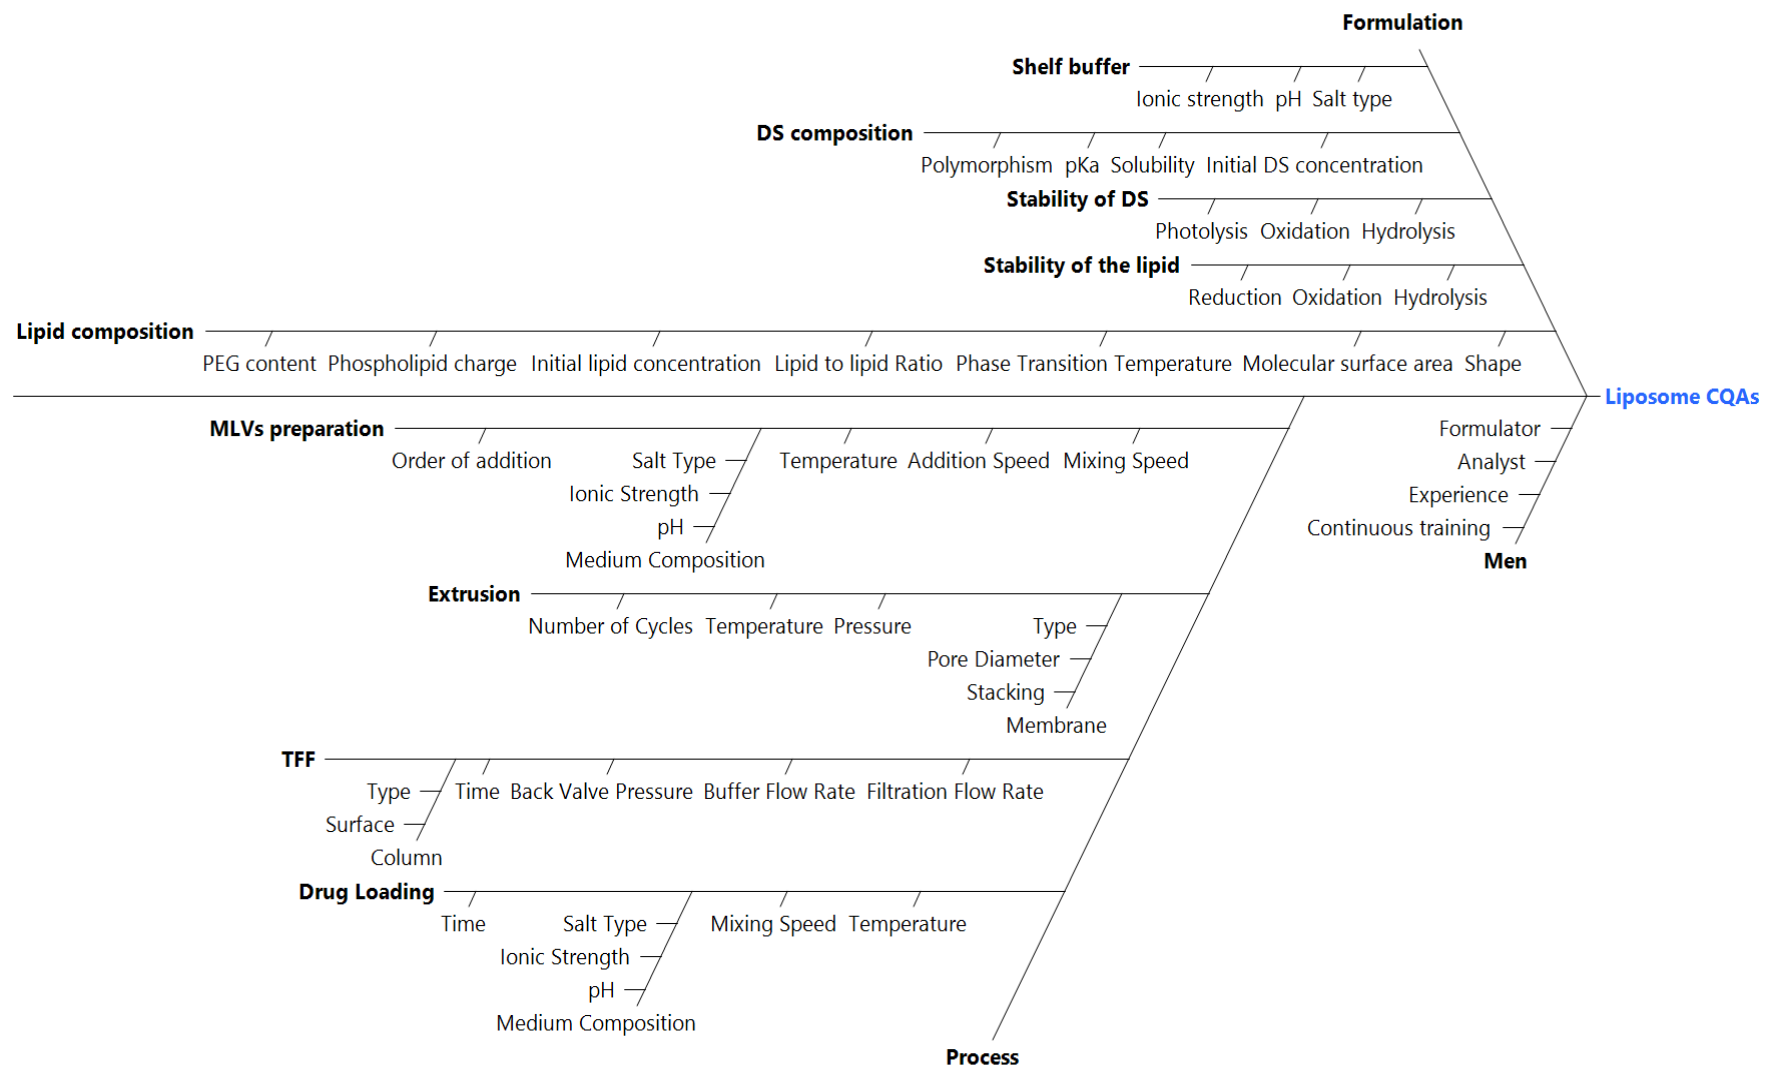 Formulation
Shelf buffer
Ionic strength pH Salt type
DS composition
Polymorphism pKa Solubility Initial DS concentration
Stability of DS
Photolysis Oxidation Hydrolysis
Stability of the lipid
Reduction Oxidation Hydrolysis
Lipid composition
PEG content Phospholipid charge Initial lipid concentration Lipid to lipid Ratio Phase Transition Temperature Molecular surface area Shape
Liposome CQAs
MLVs preparation
Order of addition Salt Type Temperature Addition Speed Mixing Speed
Ionic Strength
pH
Medium Composition
Formulator
Analyst
Experience
Continuous training
Men
Extrusion
Number of Cycles Temperature Pressure Type
Pore Diameter
Stacking
Membrane
TFF
Type Time Back Valve Pressure Buffer Flow Rate Filtration Flow Rate
Surface
Column
Drug Loading
Time Salt Type Mixing Speed Temperature
Ionic Strength
pH
Medium Composition
Process